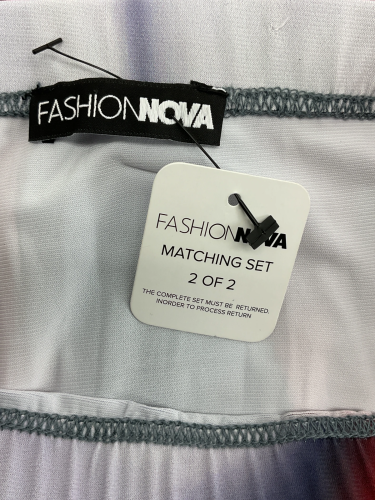 FASHIONNOVA
FASHIONNOVA
MATCHING SET
2 OF 2
THE COMPLETE SET MUST BE RETURNED.
INORDER TO PROCESS RETURN